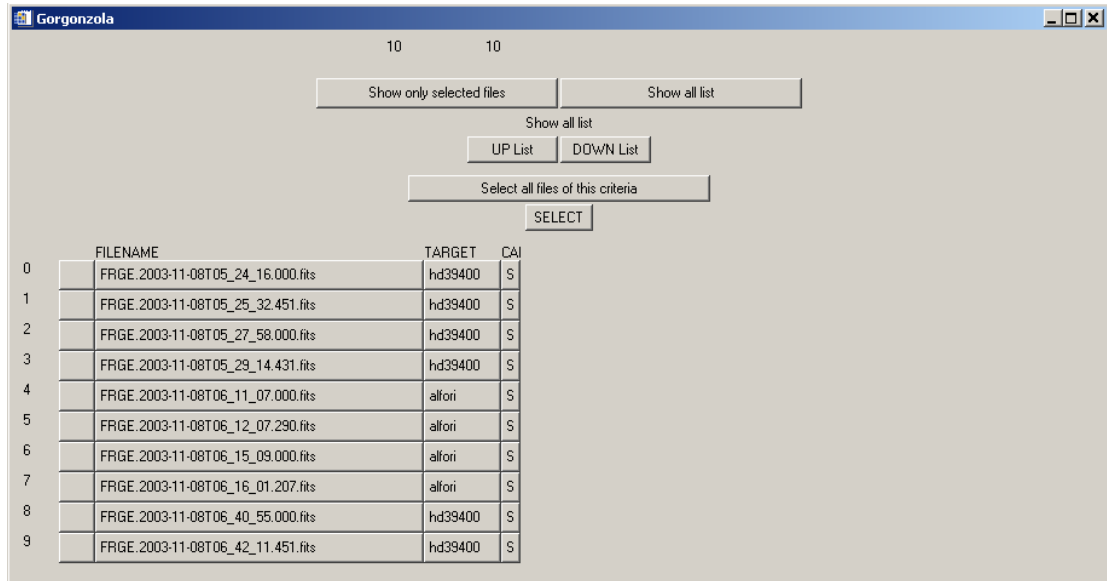 Gorgonzola
10 10
Show only selected files Show all list
Show all list
UP List DOWN List
Select all files of this criteria
SELECT
FILENAME TARGET CAI
0 FRGE.2003-11-08T05_24_16.000.fits hd39400 S
1 FRGE.2003-11-08T05_25_32.451.fits hd39400 S
2 FRGE.2003-11-08T05_27_58.000.fits hd39400 S
3 FRGE.2003-11-08T05_29_14.431.fits hd39400 S
4 FRGE.2003-11-08T06_11_07.000.fits alfori S
5 FRGE.2003-11-08T06_12_07.290.fits alfori S
6 FRGE.2003-11-08T06_15_09.000.fits alfori S
7 FRGE.2003-11-08T06_16_01.207.fits alfori S
8 FRGE.2003-11-08T06_40_55.000.fits hd39400 S
9 FRGE.2003-11-08T06_42_11.451.fits hd39400 S